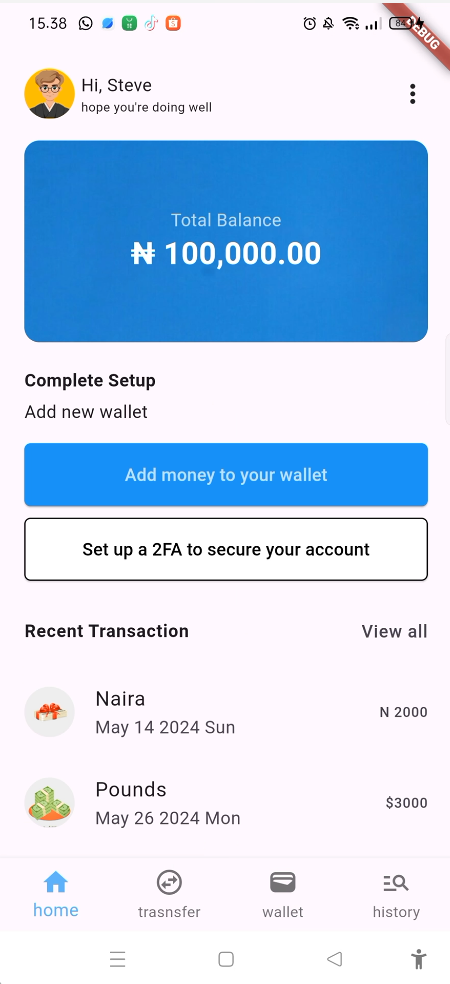 15.38
84
DEBUG
Hi, Steve
hope you're doing well
Total Balance
₦ 100,000.00
Complete Setup
Add new wallet
Add money to your wallet
Set up a 2FA to secure your account
Recent Transaction
View all
Naira
May 14 2024 Sun
N 2000
Pounds
May 26 2024 Mon
$3000
home
trasnsfer
wallet
history